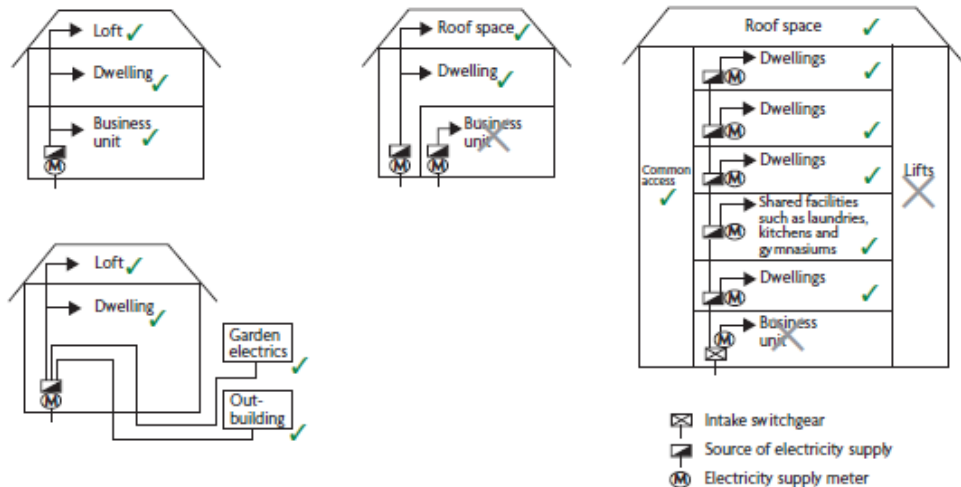 Loft
Dwelling
Business
unit
M
Roof space
Dwelling
Business
unit
M
M
Roof space
Dwellings
M
Dwellings
M
Common
access
Dwellings
M
Lifts
Shared facilities
such as laundries,
kitchens and
gymnasiums
M
Dwellings
M
Business
unit
M
Loft
Dwelling
Garden
electrics
Out-
building
M
Intake switchgear
Source of electricity supply
M Electricity supply meter